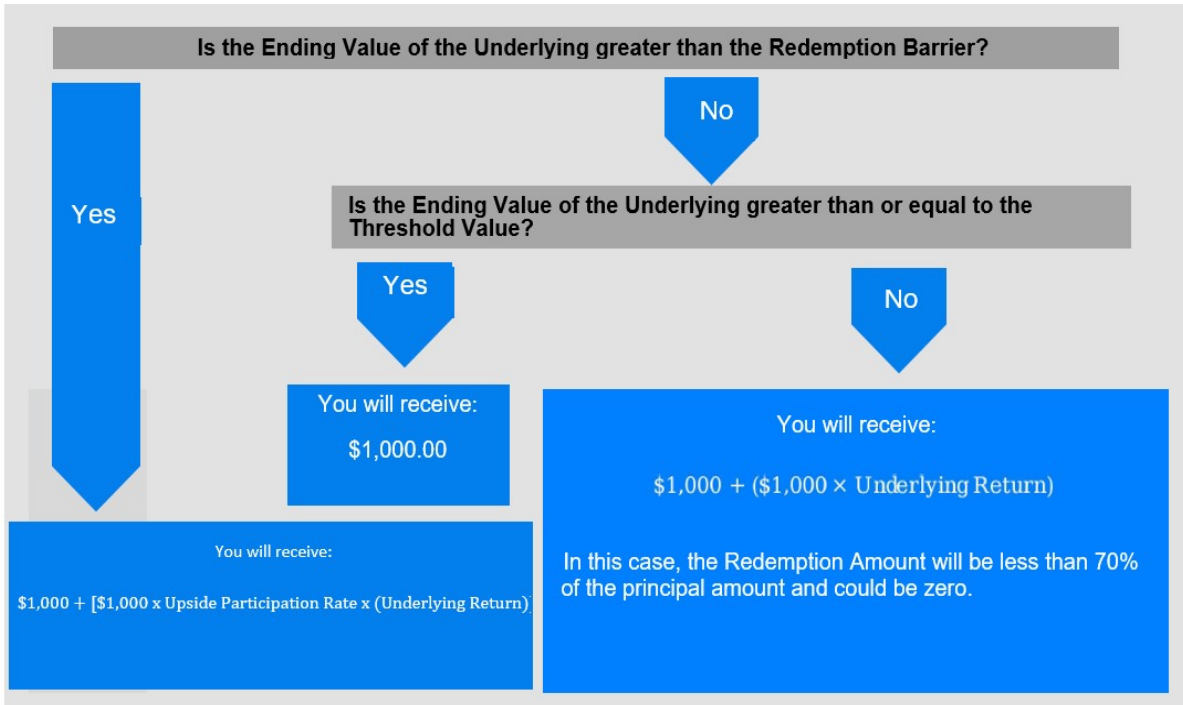 Is the Ending Value of the Underlying greater than the Redemption Barrier?
No
Yes
Is the Ending Value of the Underlying greater than or equal to the
Threshold Value?
Yes
No
You will receive:
$1,000.00
You will receive:
$1,000 + ($1,000 × Underlying Return)
In this case, the Redemption Amount will be less than 70%
of the principal amount and could be zero.
You will receive:
$1,000 + [$1,000 x Upside Participation Rate x (Underlying Return)]